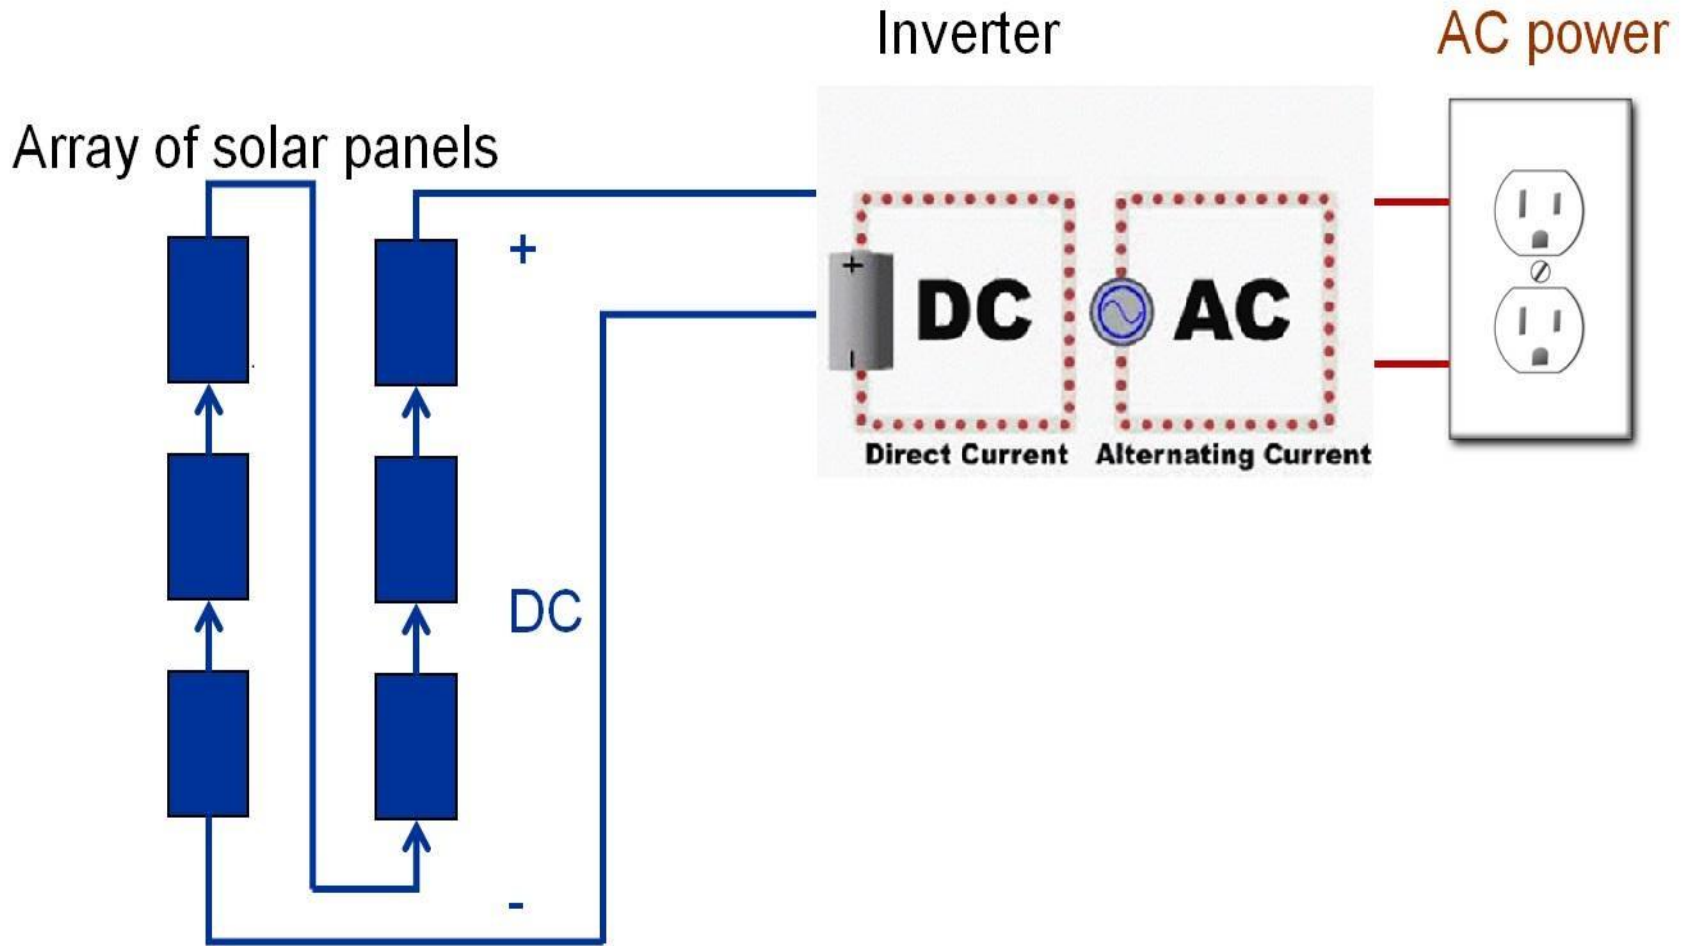 Inverter
AC power
Array of solar panels
+
+
DC
AC
-
Direct Current
Alternating Current
DC
-